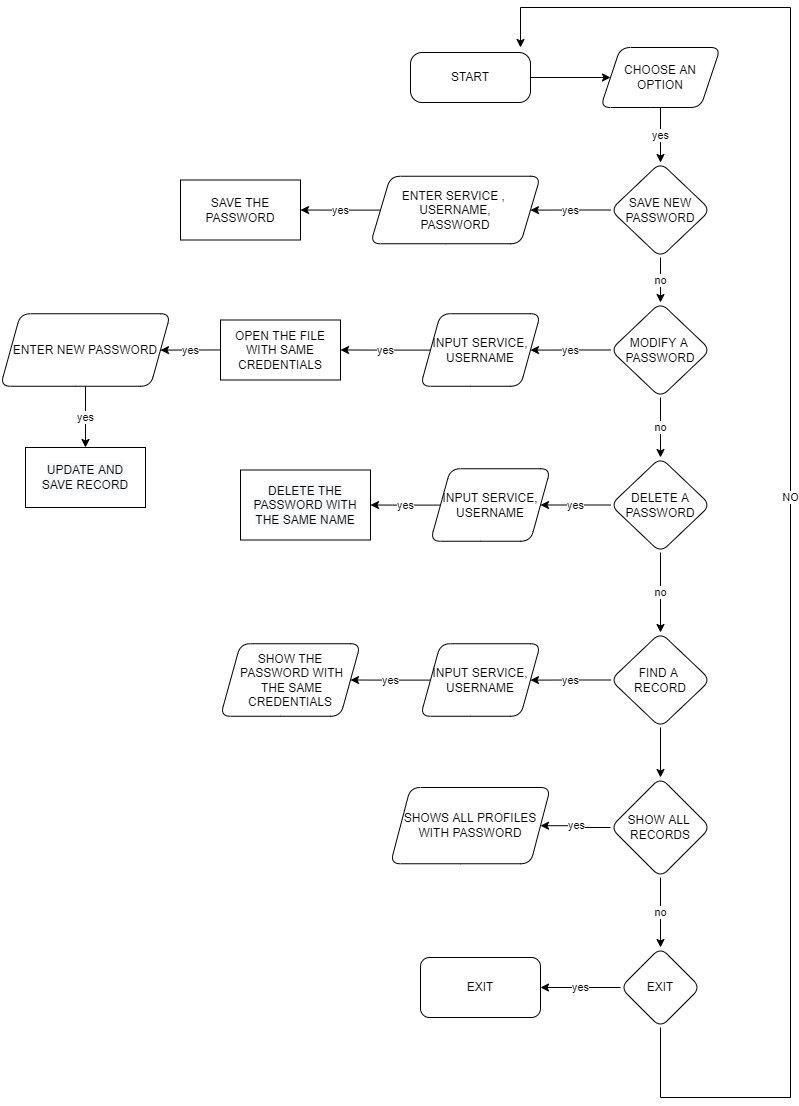 START
CHOOSE AN
OPTION
yes
SAVE THE
PASSWORD
yes
ENTER SERVICE ,
USERNAME,
PASSWORD
yes
SAVE NEW
PASSWORD
no
ENTER NEW PASSWORD
yes
OPEN THE FILE
WITH SAME
CREDENTIALS
yes
INPUT SERVICE,
USERNAME
yes
MODIFY A
PASSWORD
yes
no
UPDATE AND
SAVE RECORD
DELETE THE
PASSWORD WITH
THE SAME NAME
yes
INPUT SERVICE,
USERNAME
yes
DELETE A
PASSWORD
NO
no
SHOW THE
PASSWORD WITH
THE SAME
CREDENTIALS
yes
INPUT SERVICE,
USERNAME
yes
FIND A
RECORD
SHOWS ALL PROFILES
WITH PASSWORD
yes
SHOW ALL
RECORDS
no
EXIT
yes
EXIT